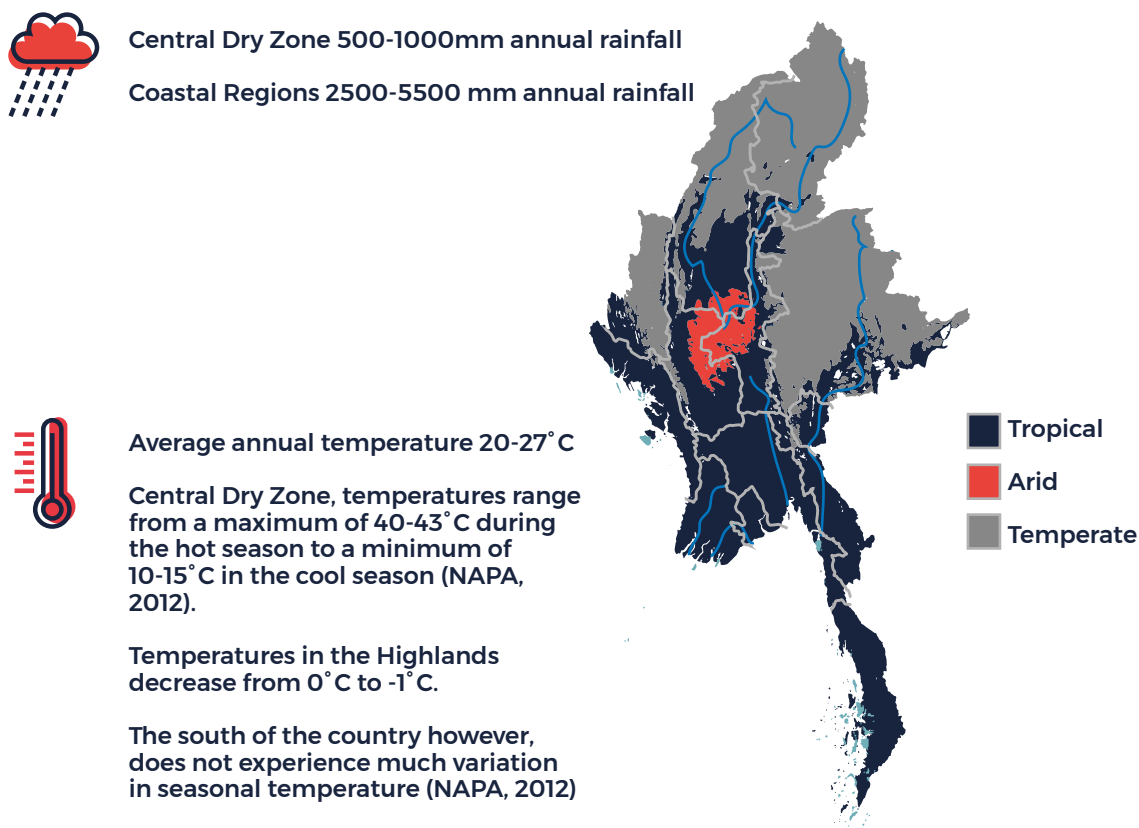 Central Dry Zone 500-1000mm annual rainfall
Coastal Regions 2500-5500 mm annual rainfall
Average annual temperature 20-27˚C
Central Dry Zone, temperatures range
from a maximum of 40-43˚C during
the hot season to a minimum of
10-15˚C in the cool season (NAPA,
2012).
Temperatures in the Highlands
decrease from 0˚C to -1˚C.
The south of the country however,
does not experience much variation
in seasonal temperature (NAPA, 2012)
Tropical
Arid
Temperate